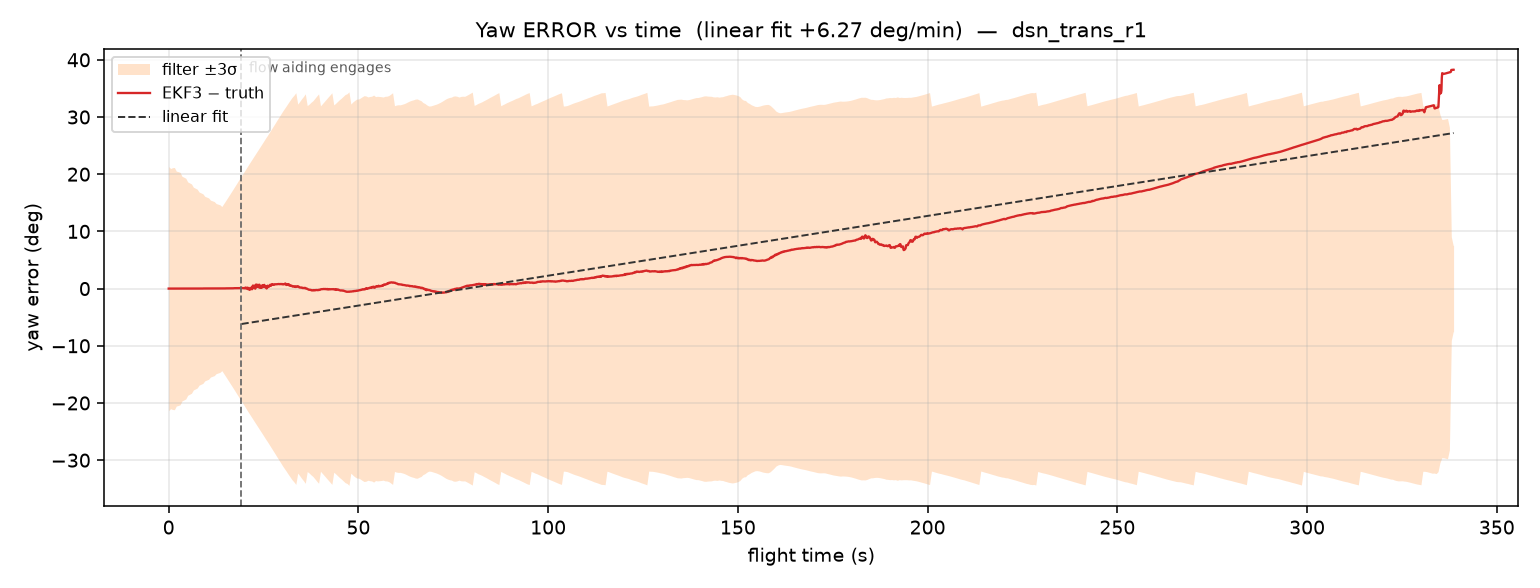 Yaw ERROR vs time  (linear fit +6.27 deg/min)  —  dsn_trans_r1
filter ±3σ
EKF3 − truth
linear fit
flow aiding engages
yaw error (deg)
40
30
20
10
0
−10
−20
−30
0
50
100
150
200
250
300
350
flight time (s)